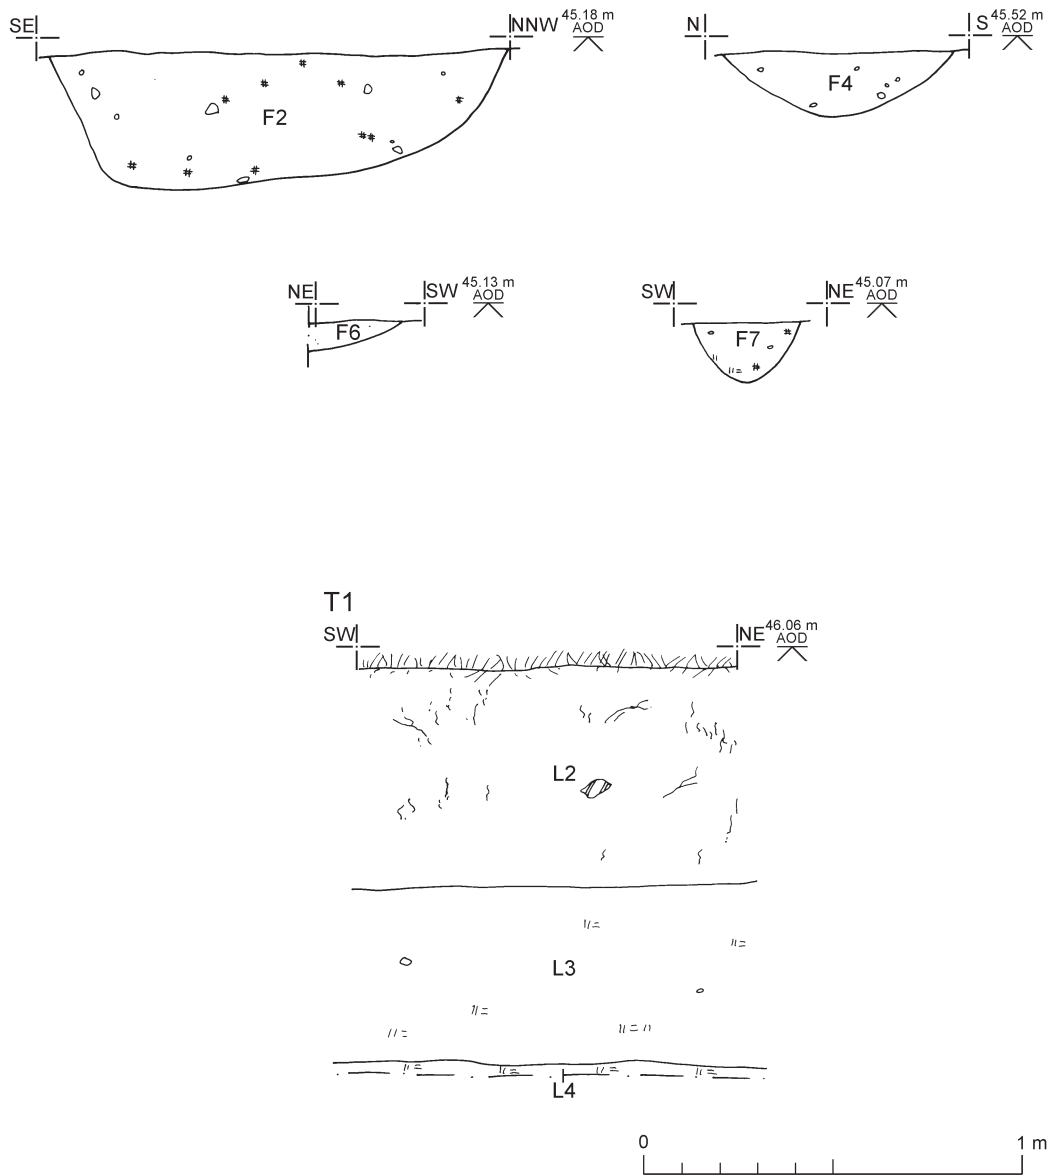 SE NNW 45.18 m AOD
N S 45.52 m AOD
F2
F4
NE SW 45.13 m AOD
SW NE 45.07 m AOD
F6
F7
T1
SW NE 46.06 m AOD
L2
L3
L4
0 1 m